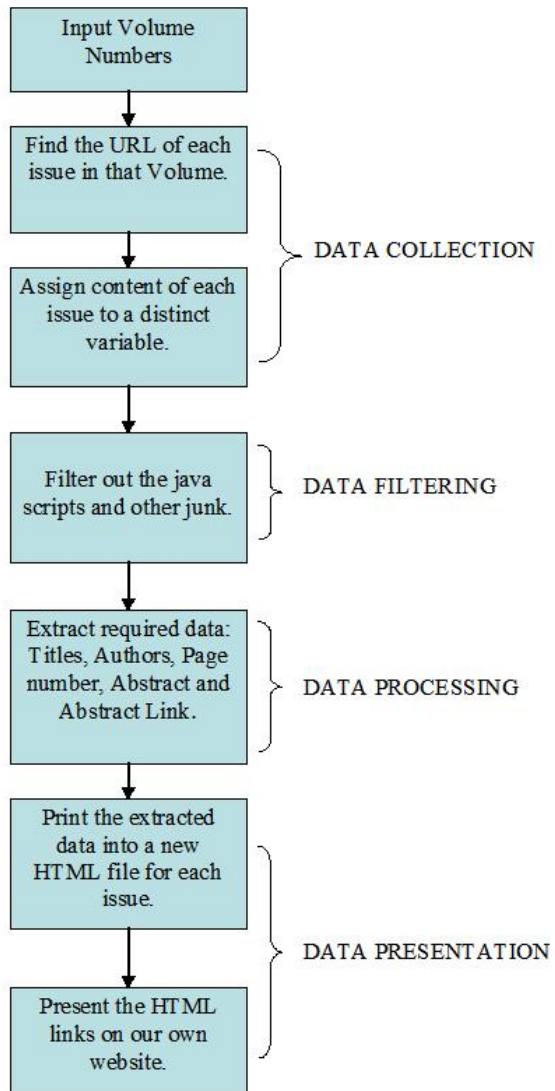 Input Volume
Numbers
Find the URL of each
issue in that Volume.
DATA COLLECTION
Assign content of each
issue to a distinct
variable.
Filter out the java
scripts and other junk.
DATA FILTERING
Extract required data:
Titles, Authors, Page
number, Abstract and
Abstract Link.
DATA PROCESSING
Print the extracted
data into a new
HTML file for each
issue.
DATA PRESENTATION
Present the HTML
links on our own
website.